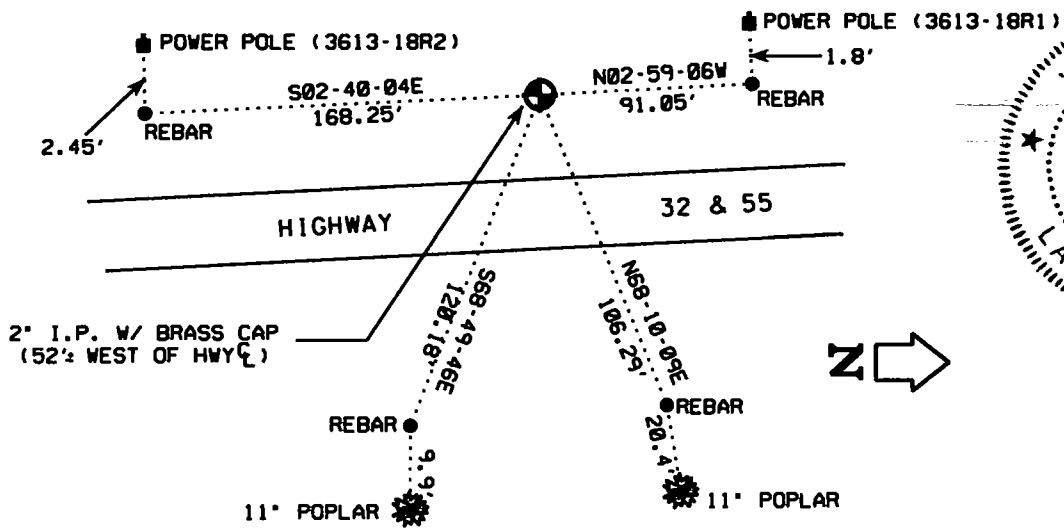 POWER POLE (3613-18R2)
POWER POLE (3613-18R1)
1.8'
S02-40-04E
168.25'
N02-59-06W
91.05'
REBAR
REBAR
2.45'
HIGHWAY
32 & 55
2" I.P. W/ BRASS CAP
(52'± WEST OF HWY ℄)
S68-49-46E
120.18'
N68-10-09E
106.29'
REBAR
REBAR
9.9'
20.4'
11" POPLAR
11" POPLAR
N
LA